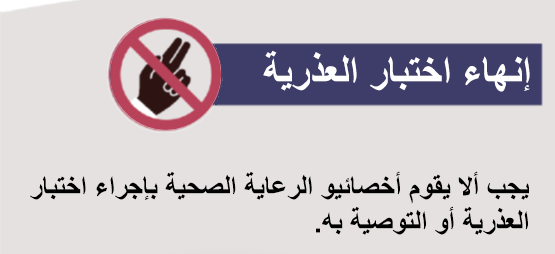 إنهاء اختبار العذرية
يجب ألا يقوم أخصائيو الرعاية الصحية بإجراء اختبار
العذرية أو التوصية به.